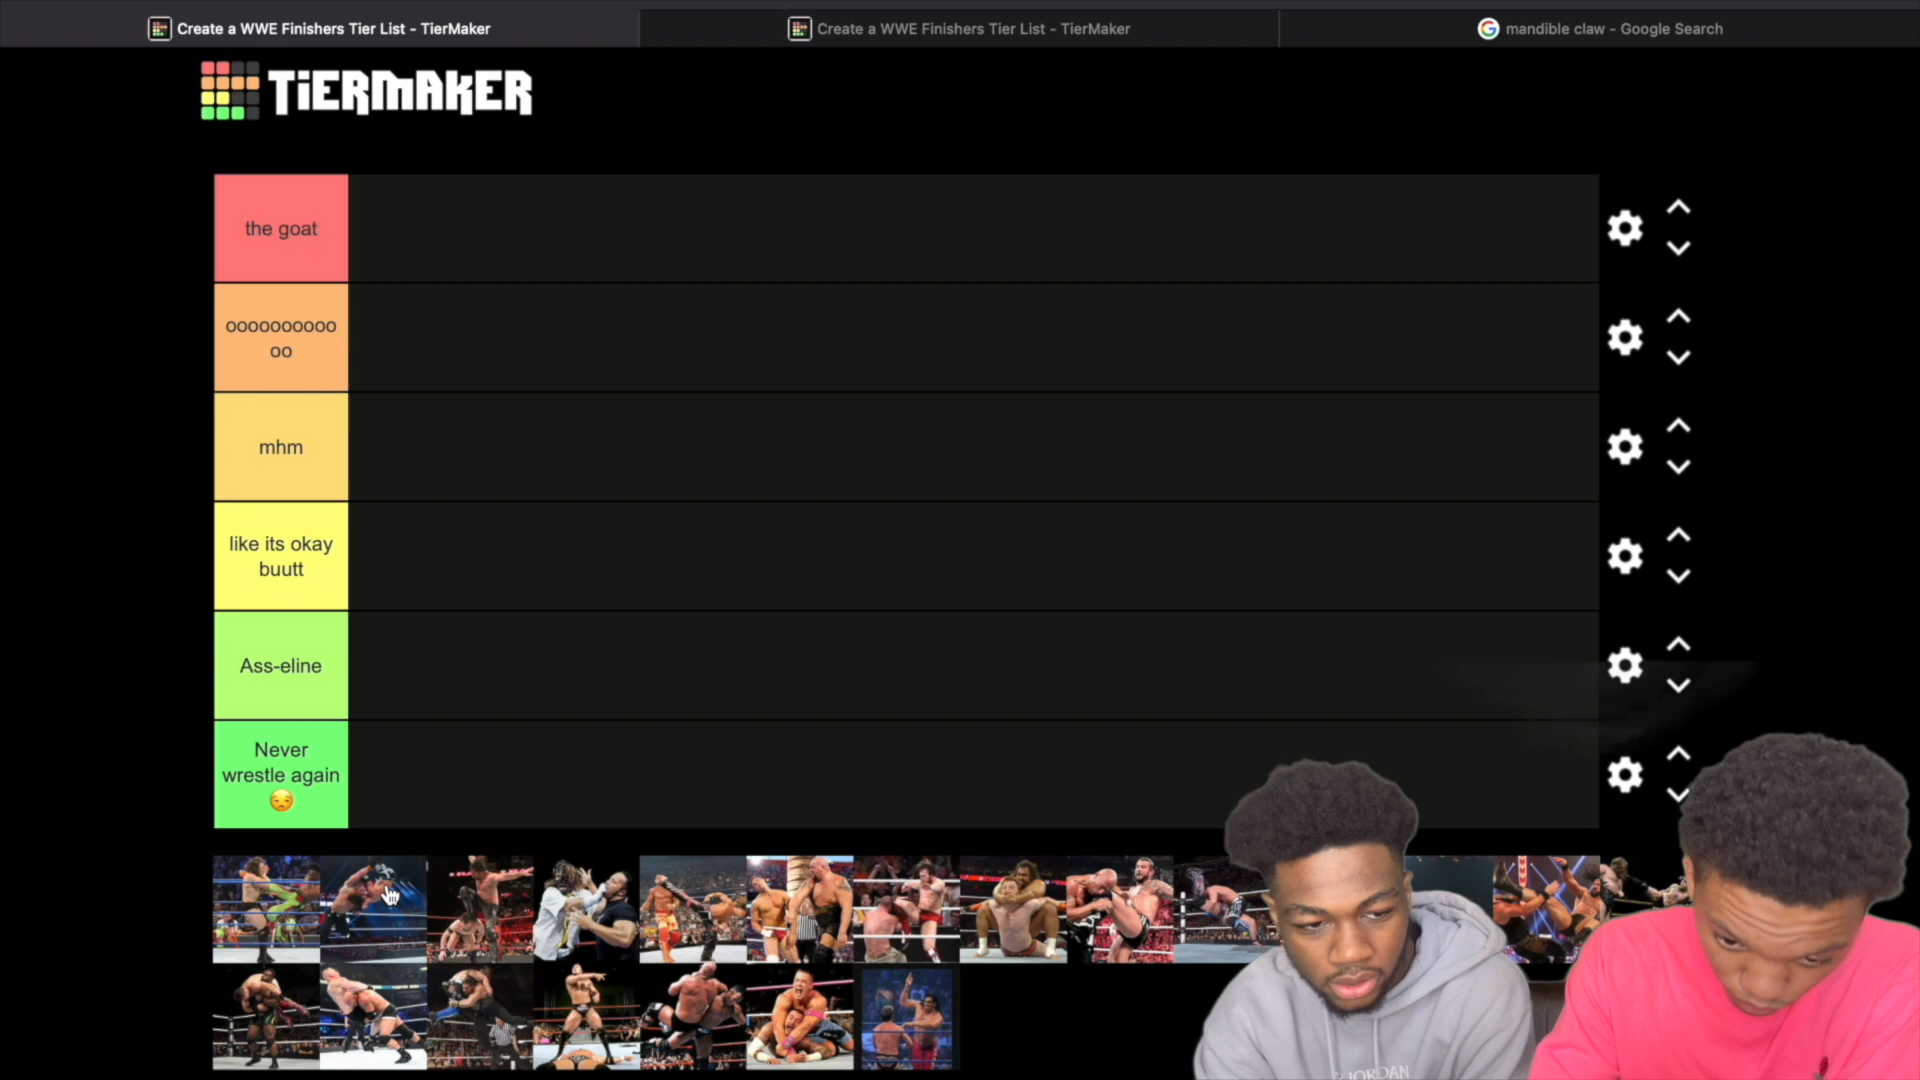 Create a WWE Finishers Tier List - TierMaker
Create a WWE Finishers Tier List - TierMaker
mandible claw - Google Search
TiERMAKER
the goat
oooooooooo
oo
mhm
like its okay
buutt
Ass-eline
Never
wrestle again
😒
JORDAN